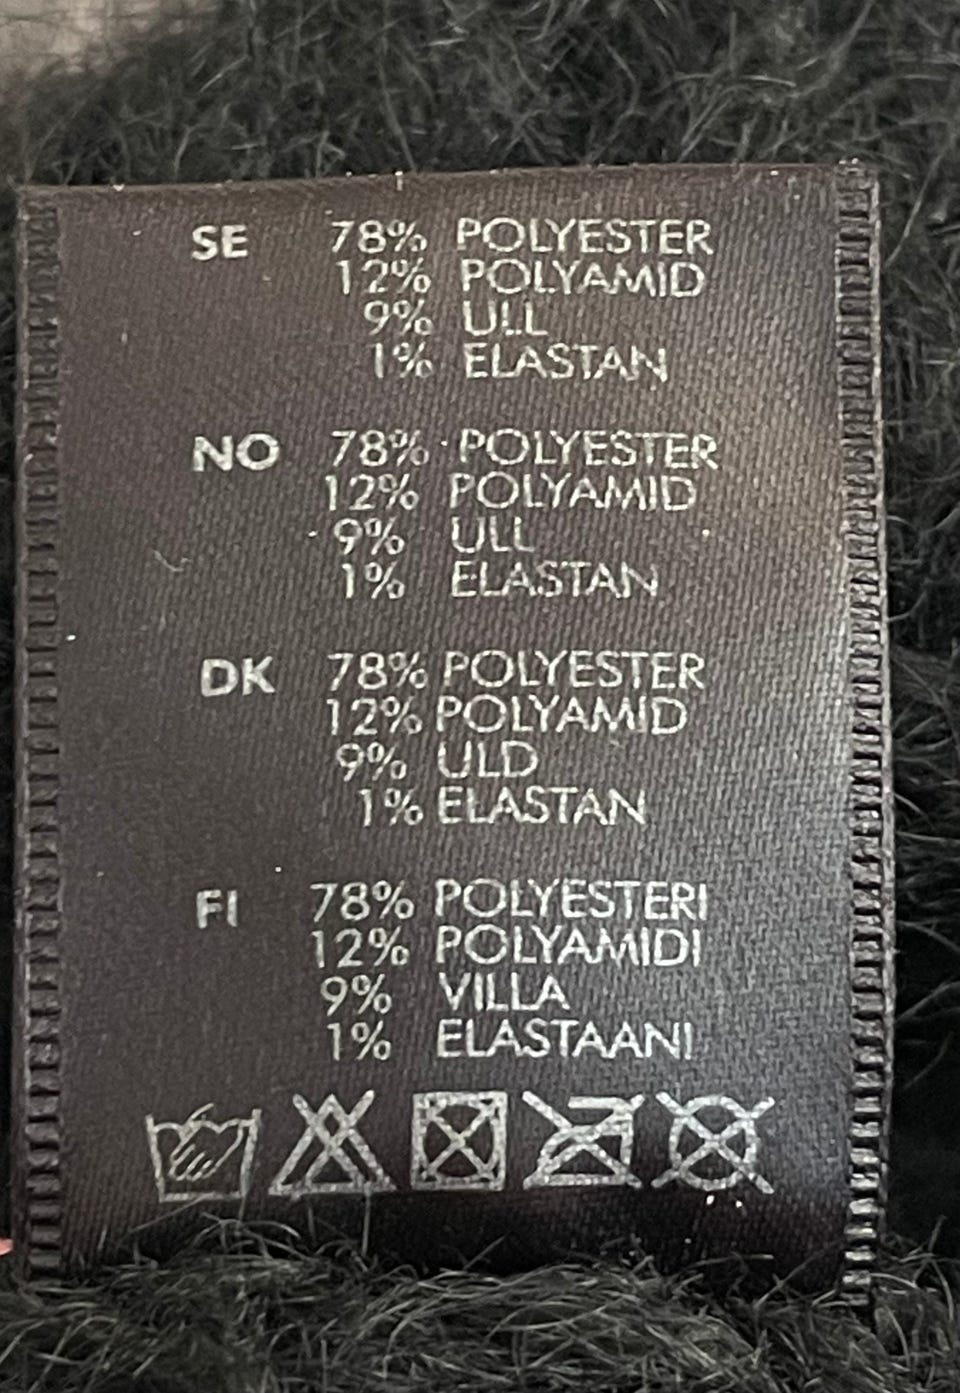 SE 78% POLYESTER
12% POLYAMID
9% ULL
1% ELASTAN
NO 78% POLYESTER
12% POLYAMID
9% ULL
1% ELASTAN
DK 78% POLYESTER
12% POLYAMID
9% ULD
1% ELASTAN
FI 78% POLYESTERI
12% POLYAMIDI
9% VILLA
1% ELASTAANI